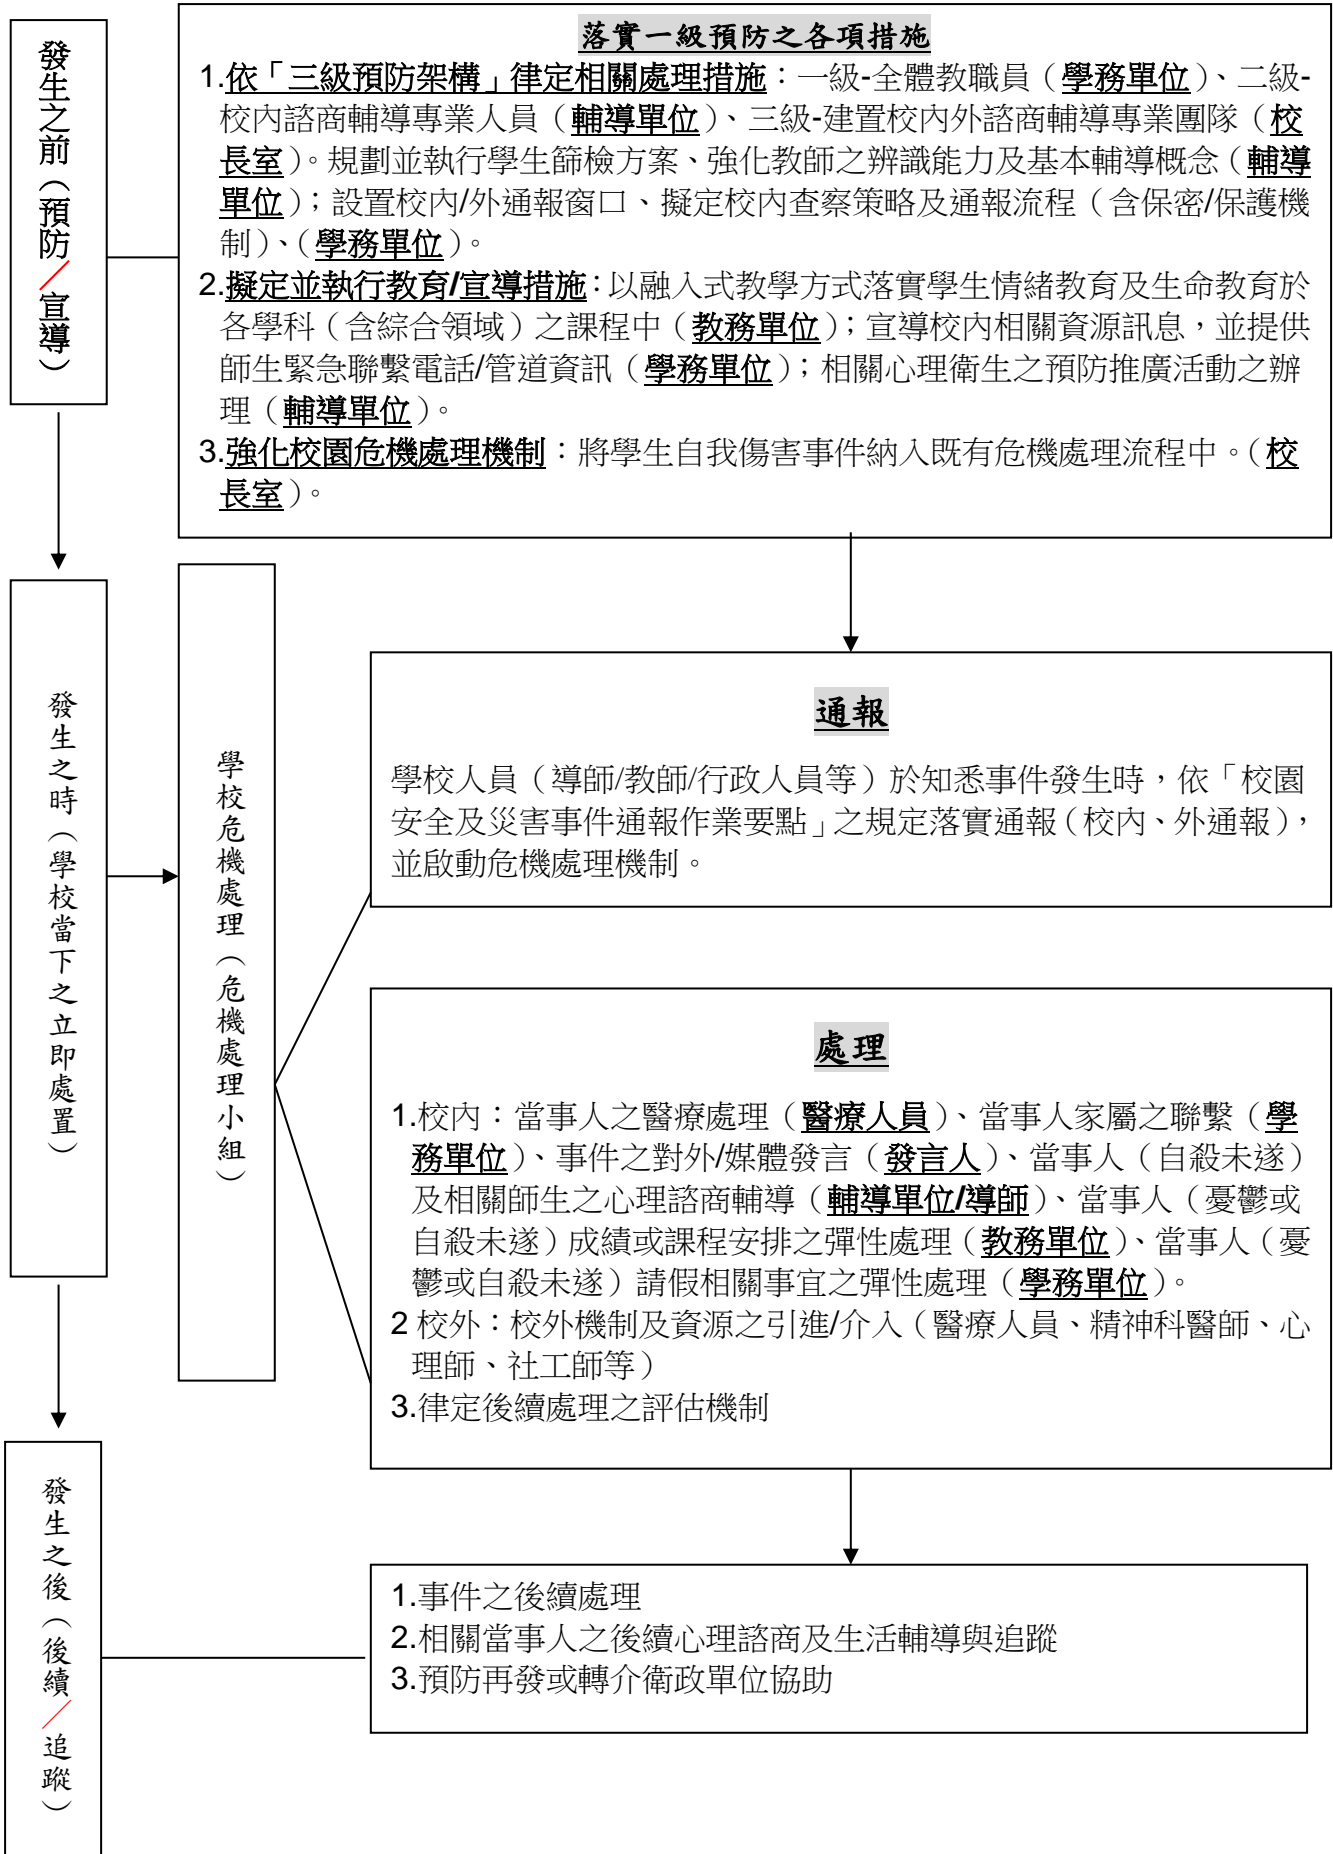 發生之前（預防／宣導）
落實一級預防之各項措施
1.依「三級預防架構」律定相關處理措施：一級-全體教職員（學務單位）、二級-
校內諮商輔導專業人員（輔導單位）、三級-建置校內外諮商輔導專業團隊（校
長室）。規劃並執行學生篩檢方案、強化教師之辨識能力及基本輔導概念（輔導
單位）；設置校內/外通報窗口、擬定校內查察策略及通報流程（含保密/保護機
制）、（學務單位）。
2.擬定並執行教育/宣導措施：以融入式教學方式落實學生情緒教育及生命教育於
各學科（含綜合領域）之課程中（教務單位）；宣導校內相關資源訊息，並提供
師生緊急聯繫電話/管道資訊（學務單位）；相關心理衛生之預防推廣活動之辦
理（輔導單位）。
3.強化校園危機處理機制：將學生自我傷害事件納入既有危機處理流程中。（校
長室）。
發生之時（學校當下之立即處置）
學校危機處理（危機處理小組）
通報
學校人員（導師/教師/行政人員等）於知悉事件發生時，依「校園
安全及災害事件通報作業要點」之規定落實通報（校內、外通報），
並啟動危機處理機制。
處理
1.校內：當事人之醫療處理（醫療人員）、當事人家屬之聯繫（學
務單位）、事件之對外/媒體發言（發言人）、當事人（自殺未遂）
及相關師生之心理諮商輔導（輔導單位/導師）、當事人（憂鬱或
自殺未遂）成績或課程安排之彈性處理（教務單位）、當事人（憂
鬱或自殺未遂）請假相關事宜之彈性處理（學務單位）。
2 校外：校外機制及資源之引進/介入（醫療人員、精神科醫師、心
理師、社工師等）
3.律定後續處理之評估機制
發生之後（後續／追蹤）
1.事件之後續處理
2.相關當事人之後續心理諮商及生活輔導與追蹤
3.預防再發或轉介衛政單位協助